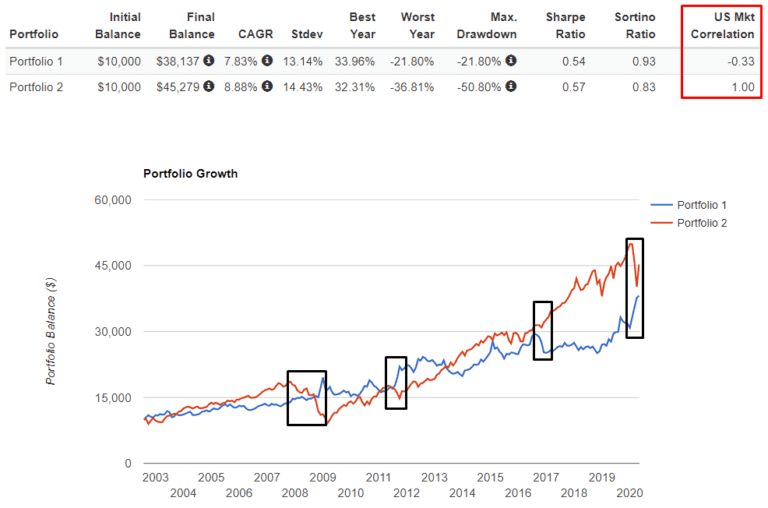 Portfolio Initial Balance Final Balance CAGR Stdev Best Year Worst Year Max. Drawdown Sharpe Ratio Sortino Ratio US Mkt Correlation
Portfolio 1 $10,000 $38,137 7.83% 13.14% 33.96% -21.80% -21.80% 0.54 0.93 -0.33
Portfolio 2 $10,000 $45,279 8.88% 14.43% 32.31% -36.81% -50.80% 0.57 0.83 1.00
Portfolio Growth
60,000
45,000
30,000
15,000
0
Portfolio Balance ($)
Portfolio 1
Portfolio 2
2003 2005 2007 2009 2011 2013 2015 2017 2019
2004 2006 2008 2010 2012 2014 2016 2018 2020